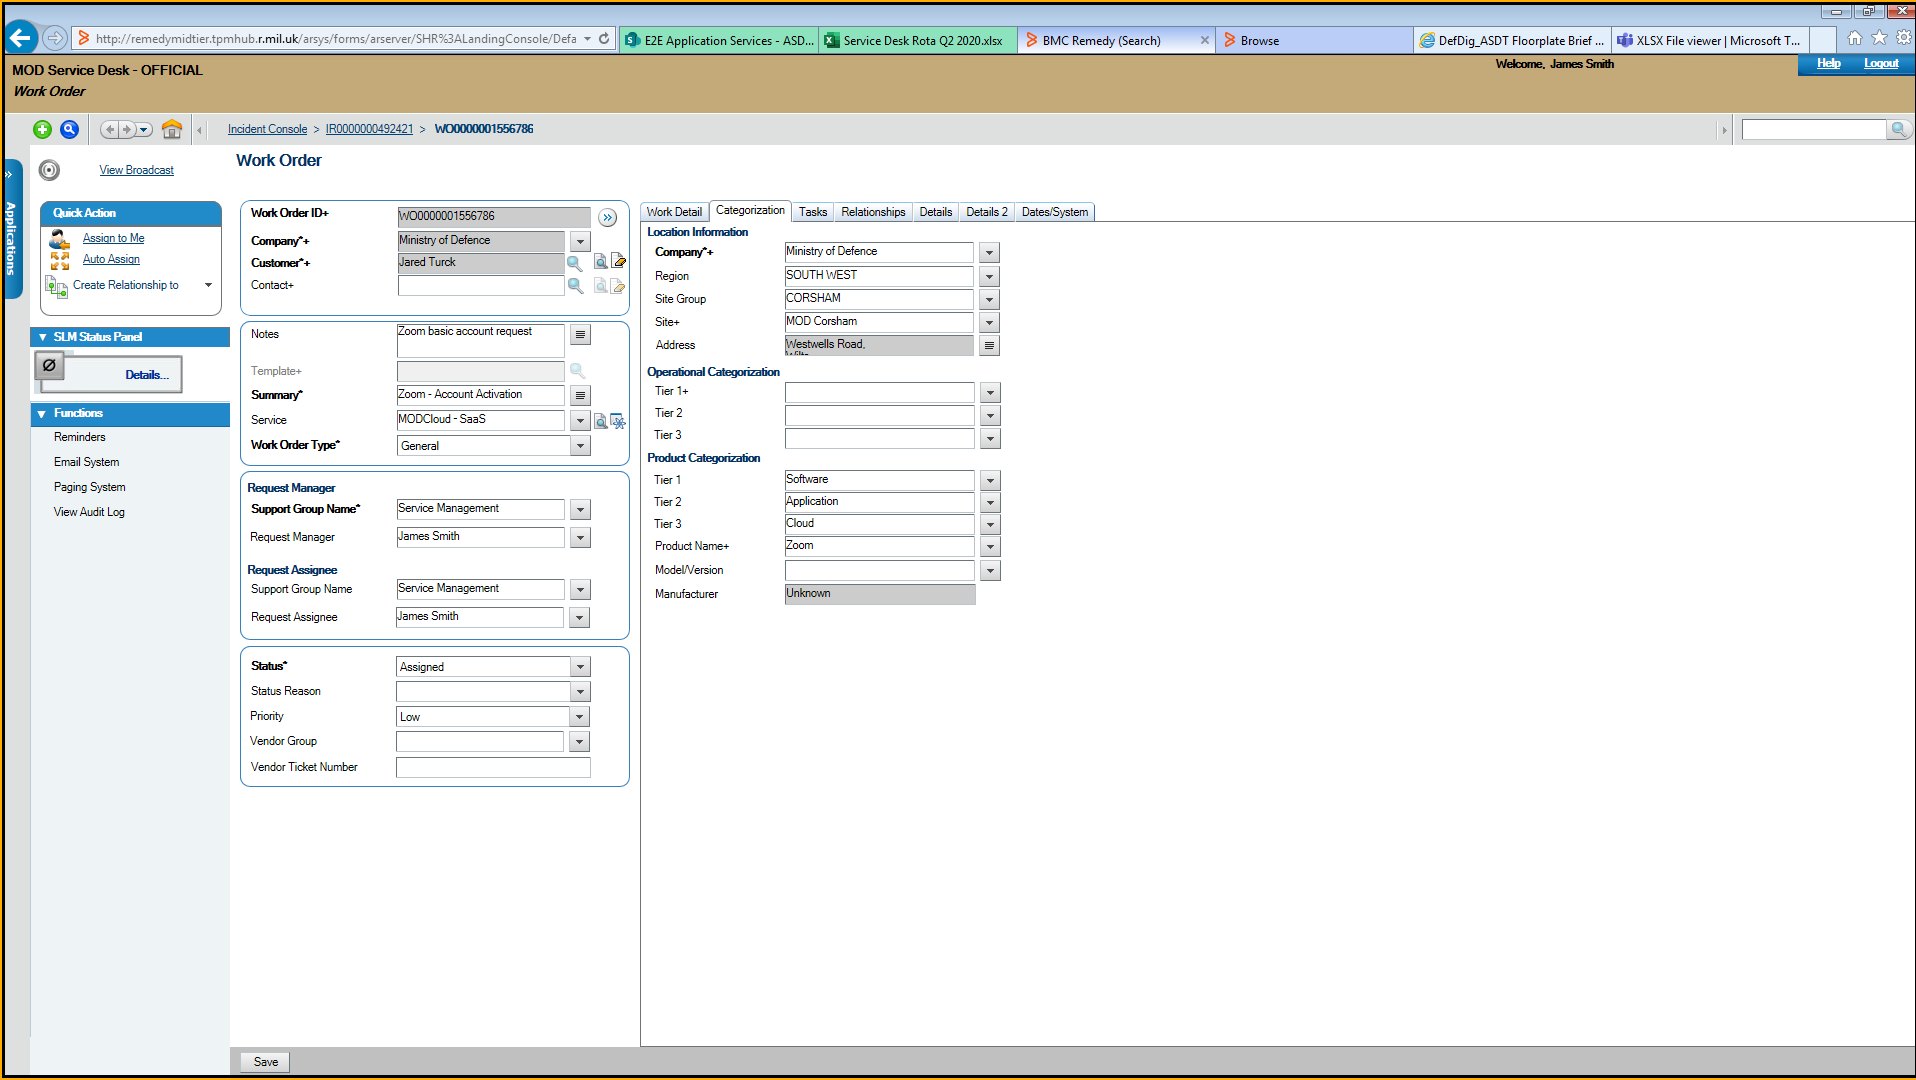 http://remedymidtier.tpmhub.r.mil.uk/arsys/forms/arserver/SHR%3ALandingConsole/Defa
E2E Application Services - ASD...
Service Desk Rota Q2 2020.xlsx
BMC Remedy (Search)
Browse
DefDig_ASDT Floorplate Brief ...
XLSX File viewer | Microsoft T...
MOD Service Desk - OFFICIAL
Welcome, James Smith
Help
Logout
Work Order
Incident Console > IR0000000492421 > WO0000001556786
Applications
View Broadcast
Quick Action
Assign to Me
Auto Assign
Create Relationship to
SLM Status Panel
Details...
Functions
Reminders
Email System
Paging System
View Audit Log
Work Order
Work Order ID+ WO0000001556786
Company*+ Ministry of Defence
Customer*+ Jared Turck
Contact+
Notes Zoom basic account request
Template+
Summary* Zoom - Account Activation
Service MODCloud - SaaS
Work Order Type* General
Request Manager
Support Group Name* Service Management
Request Manager James Smith
Request Assignee
Support Group Name Service Management
Request Assignee James Smith
Status* Assigned
Status Reason
Priority Low
Vendor Group
Vendor Ticket Number
Work Detail Categorization Tasks Relationships Details Details 2 Dates/System
Location Information
Company*+ Ministry of Defence
Region SOUTH WEST
Site Group CORSHAM
Site+ MOD Corsham
Address Westwells Road,
Operational Categorization
Tier 1+
Tier 2
Tier 3
Product Categorization
Tier 1 Software
Tier 2 Application
Tier 3 Cloud
Product Name+ Zoom
Model/Version
Manufacturer Unknown
Save